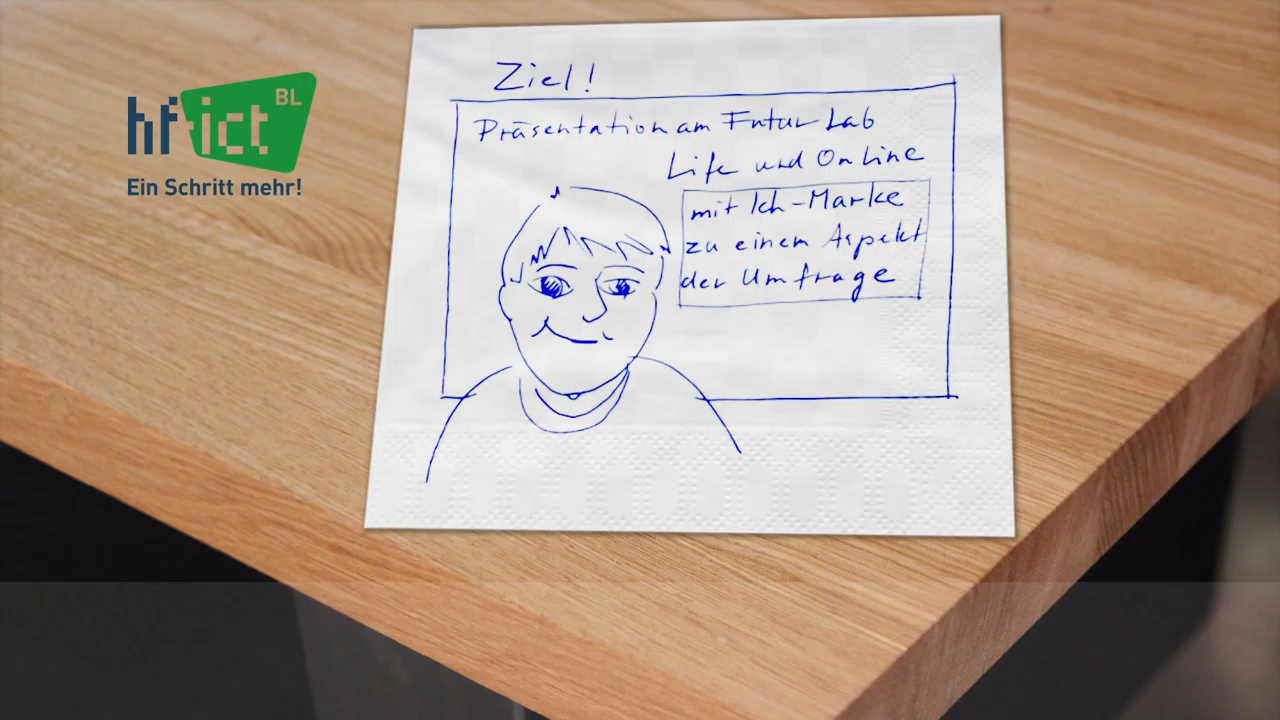 hf-ict BL
Ein Schritt mehr!
Ziel!
Präsentation am Futur Lab
Life und Online
mit Ich-Marke
zu einem Aspekt
der Umfrage